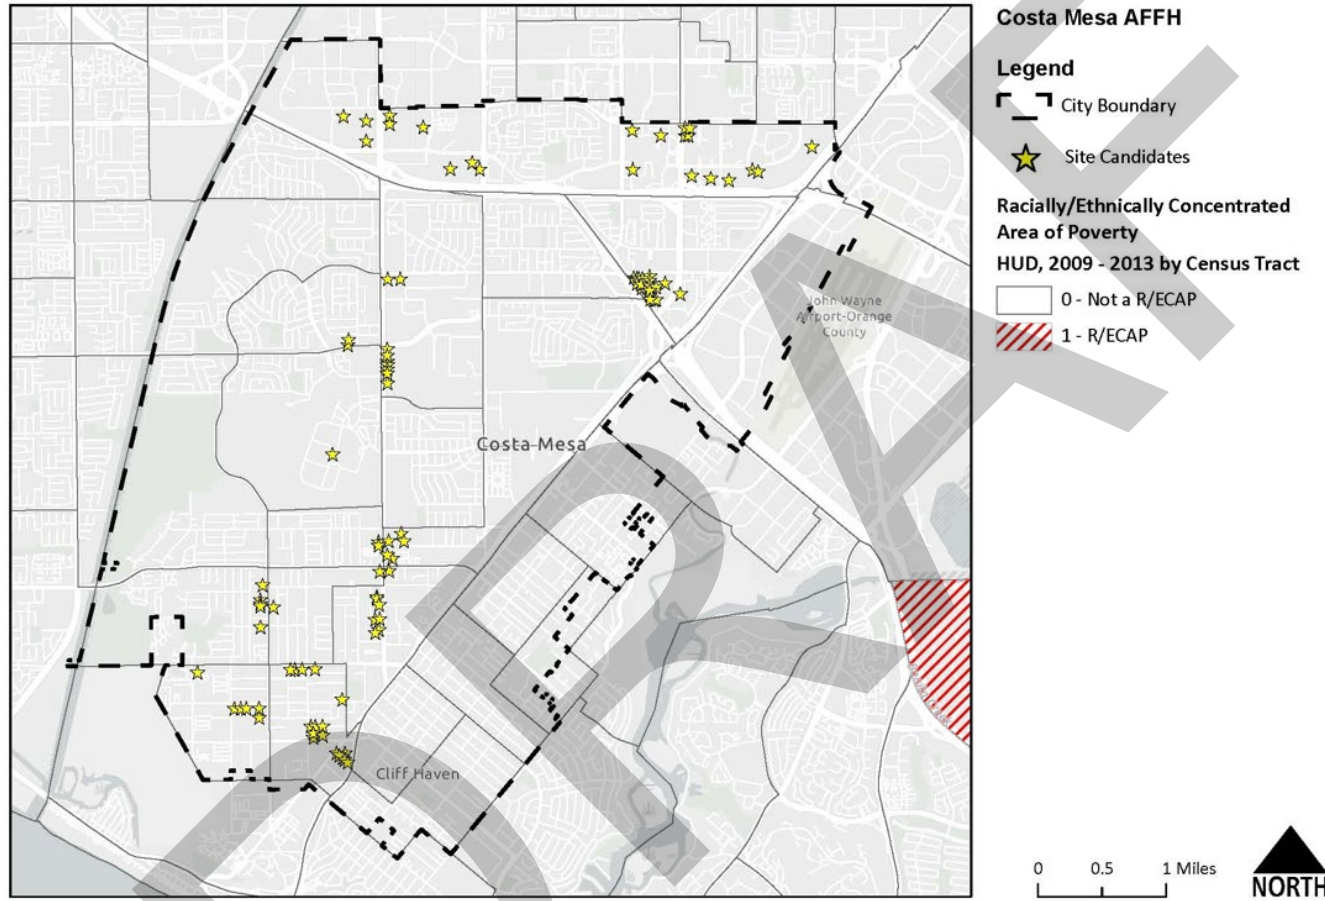 Costa Mesa AFFH
Legend
City Boundary
Site Candidates
Racially/Ethnically Concentrated
Area of Poverty
HUD, 2009 - 2013 by Census Tract
0 - Not a R/ECAP
1 - R/ECAP
John Wayne
Airport-Orange
County
Costa Mesa
Cliff Haven
0 0.5 1 Miles
NORTH
DRAFT